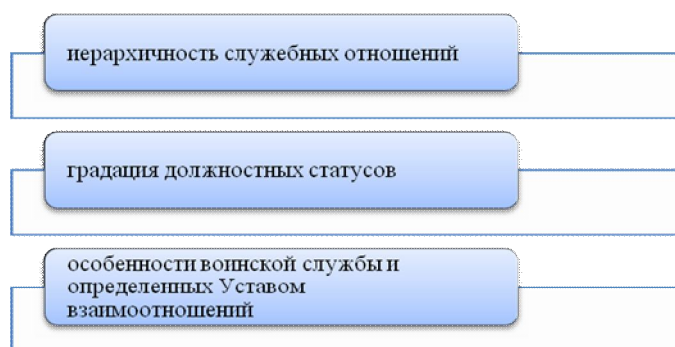 иерархичность служебных отношений
градация должностных статусов
особенности воинской службы и
определенных Уставом
взаимоотношений